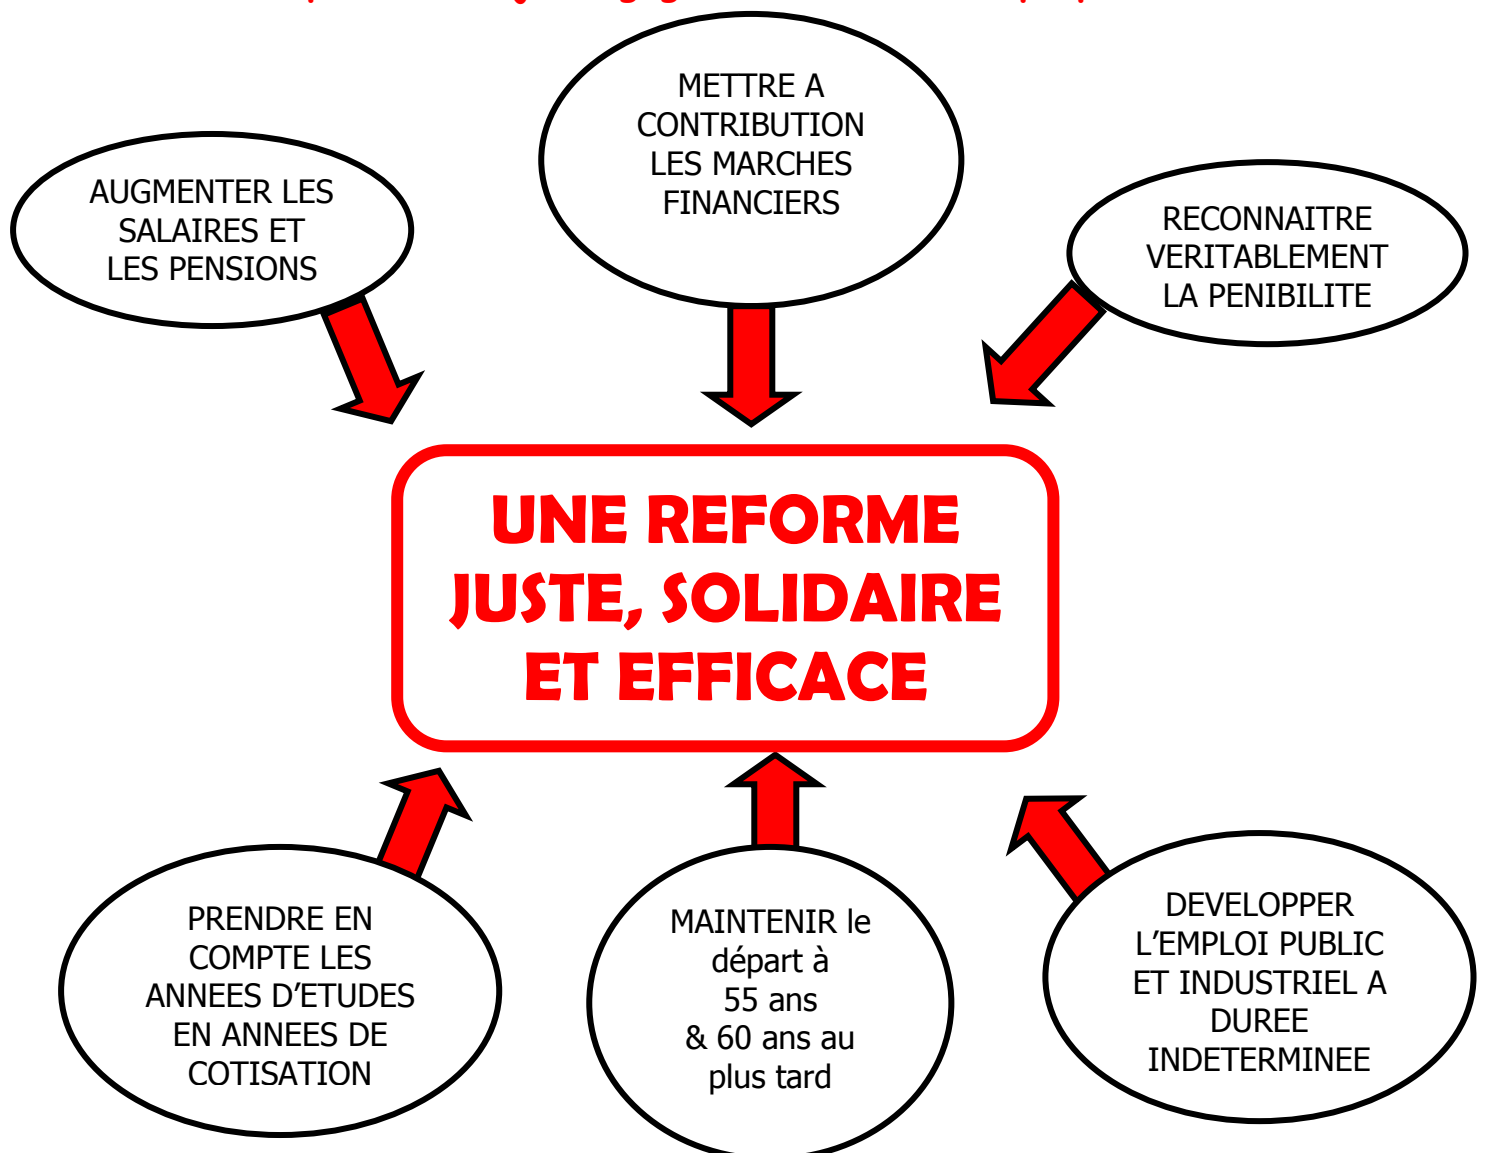 METTRE A
CONTRIBUTION
LES MARCHES
FINANCIERS
AUGMENTER LES
SALAIRES ET
LES PENSIONS
RECONNAITRE
VERITABLEMENT
LA PENIBILITE
UNE REFORME
JUSTE, SOLIDAIRE
ET EFFICACE
PRENDRE EN
COMPTE LES
ANNEES D’ETUDES
EN ANNEES DE
COTISATION
MAINTENIR le
départ à
55 ans
& 60 ans au
plus tard
DEVELOPPER
L’EMPLOI PUBLIC
ET INDUSTRIEL A
DUREE
INDETERMINEE